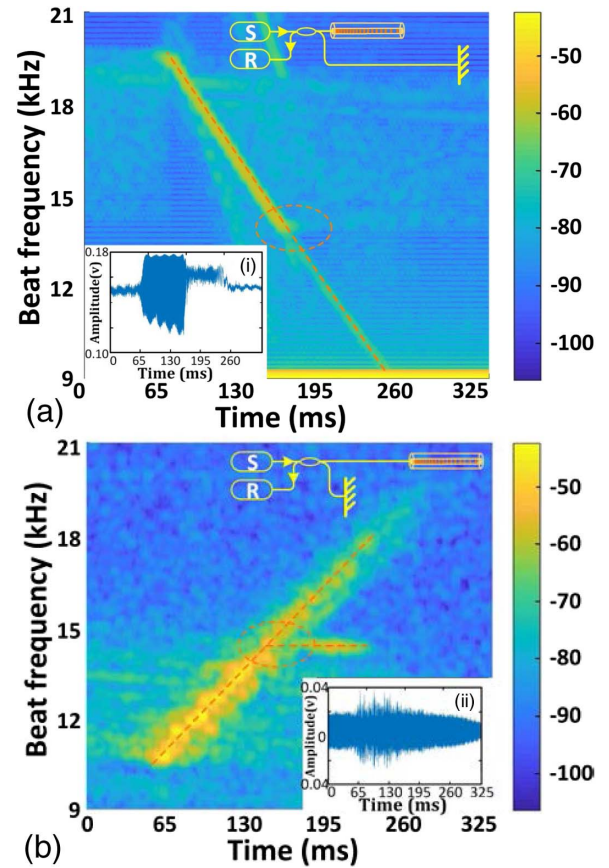 (a)
21
18
15
12
9
Beat frequency (kHz)
S
R
(i)
0.18
0.10
Amplitude(v)
0 65 130 195 260
Time (ms)
0 65 130 195 260 325
Time (ms)
-50
-60
-70
-80
-90
-100
(b)
21
18
15
12
9
Beat frequency (kHz)
S
R
(ii)
0.04
0
0.04
Amplitude(v)
0 65 130 195 260 325
Time (ms)
0 65 130 195 260 325
Time (ms)
-50
-60
-70
-80
-90
-100